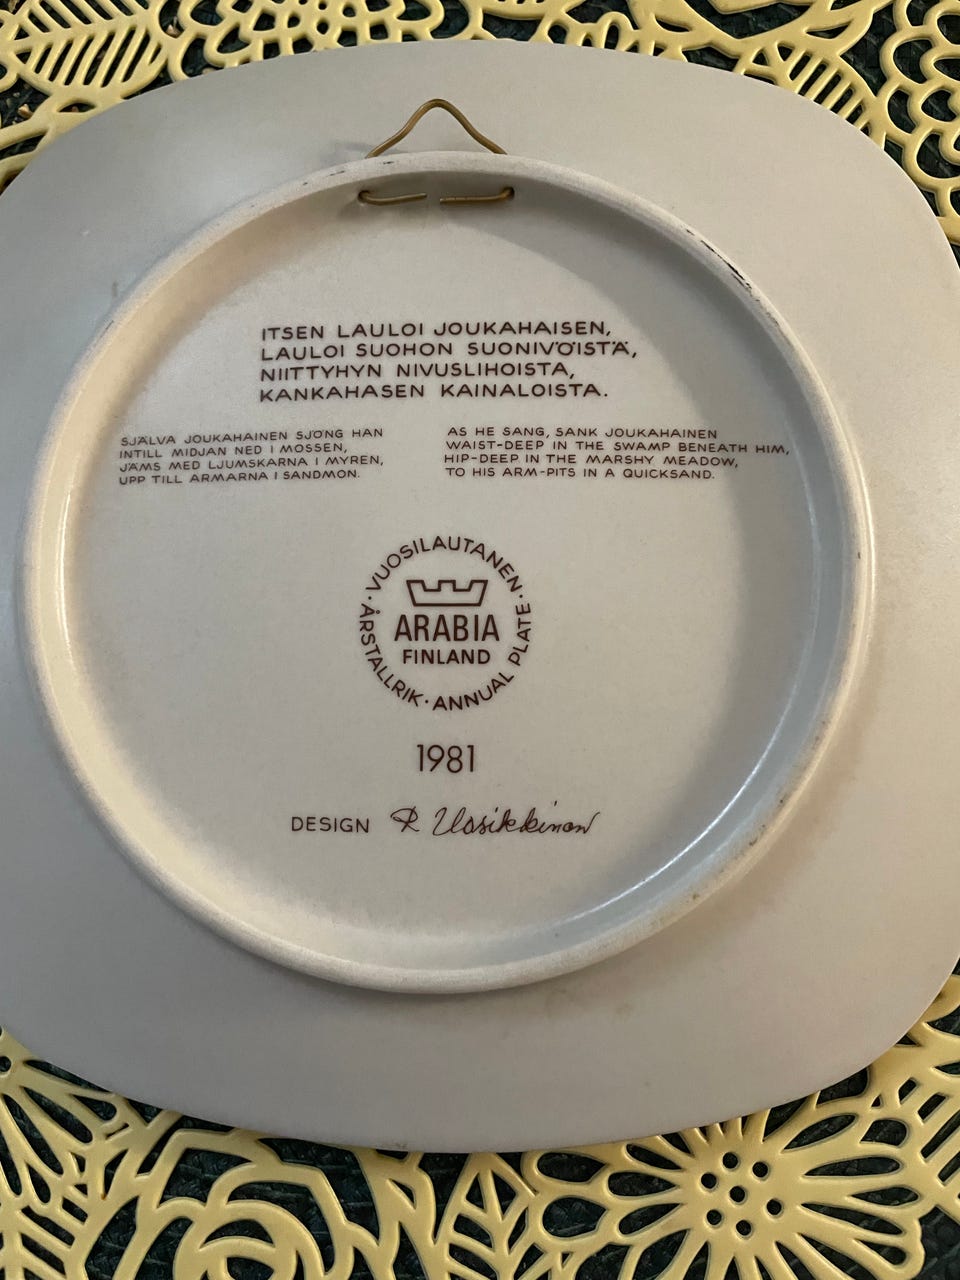 ITSEN LAULOI JOUKAHAISEN,
LAULOI SUOHON SUONIVÖISTÄ,
NIITTYHYN NIVUSLIHOISTA,
KANKAHASEN KAINALOISTA.
SJÄLVA JOUKAHAINEN SJÖNG HAN
INTILL MIDJAN NED I MOSSEN,
JÄMS MED LJUMSKARNA I MYREN,
UPP TILL ARMARNA I SANDMON.
AS HE SANG, SANK JOUKAHAINEN
WAIST-DEEP IN THE SWAMP BENEATH HIM,
HIP-DEEP IN THE MARSHY MEADOW,
TO HIS ARM-PITS IN A QUICKSAND.
· VUOSILAUTANEN · ANNUAL PLATE · ÅRSTALLRIK
ARABIA
FINLAND
1981
DESIGN R Uosikkinen